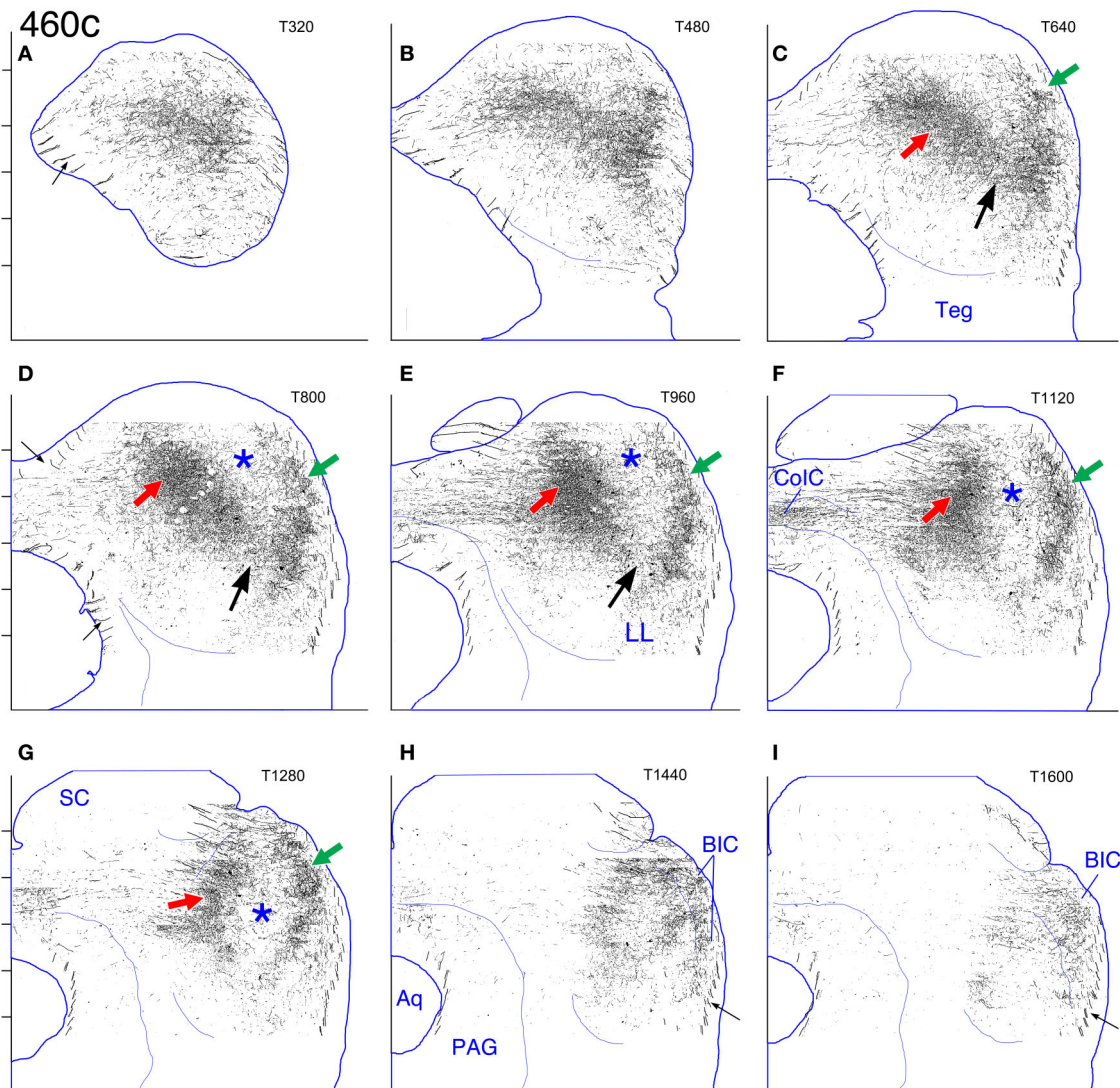 460c
A T320
B T480
C T640
Teg
D T800
*
E T960
*
LL
F T1120
ColC
*
G T1280
SC
*
H T1440
BIC
Aq
PAG
I T1600
BIC